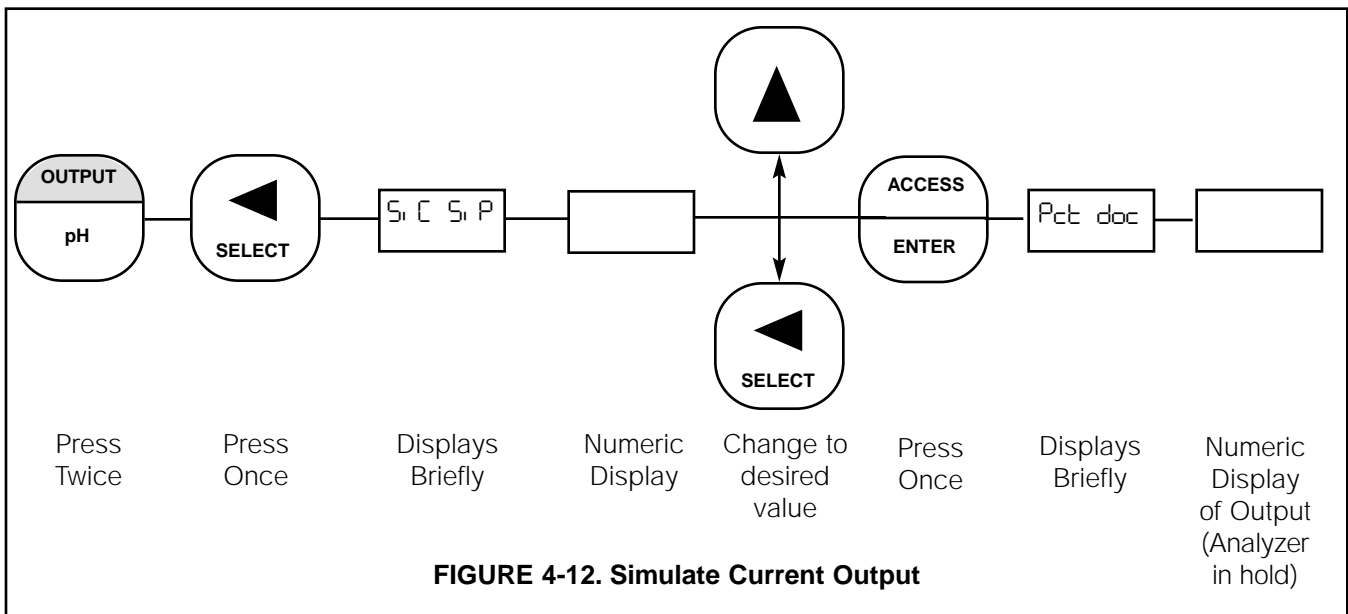 OUTPUT
pH
SELECT
Si C Si P
SELECT
ACCESS
ENTER
Pct doc
Press
Twice
Press
Once
Displays
Briefly
Numeric
Display
Change to
desired
value
Press
Once
Displays
Briefly
Numeric
Display
of Output
(Analyzer
in hold)
FIGURE 4-12. Simulate Current Output